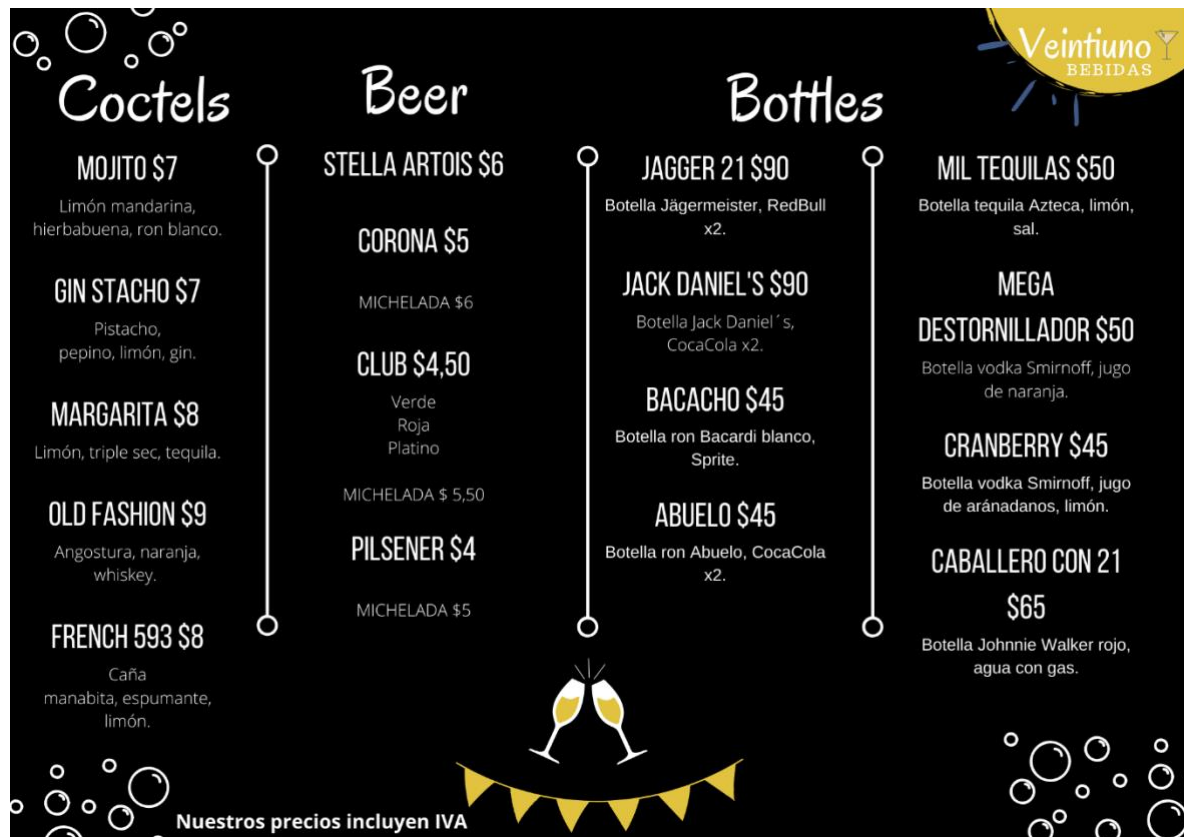 Veintiuno
BEBIDAS
Coctels
MOJITO $7
Limón mandarina,
hierbabuena, ron blanco.
GIN STACHO $7
Pistacho,
pepino, limón, gin.
MARGARITA $8
Limón, triple sec, tequila.
OLD FASHION $9
Angostura, naranja,
whiskey.
FRENCH 593 $8
Caña
manabita, espumante,
limón.
Beer
STELLA ARTOIS $6
CORONA $5
MICHELADA $6
CLUB $4,50
Verde
Roja
Platino
MICHELADA $ 5,50
PILSENER $4
MICHELADA $5
Bottles
JAGGER 21 $90
Botella Jägermeister, RedBull
x2.
JACK DANIEL'S $90
Botella Jack Daniel´s,
CocaCola x2.
BACACHO $45
Botella ron Bacardi blanco,
Sprite.
ABUELO $45
Botella ron Abuelo, CocaCola
x2.
MIL TEQUILAS $50
Botella tequila Azteca, limón,
sal.
MEGA
DESTORNILLADOR $50
Botella vodka Smirnoff, jugo
de naranja.
CRANBERRY $45
Botella vodka Smirnoff, jugo
de aránadanos, limón.
CABALLERO CON 21
$65
Botella Johnnie Walker rojo,
agua con gas.
Nuestros precios incluyen IVA